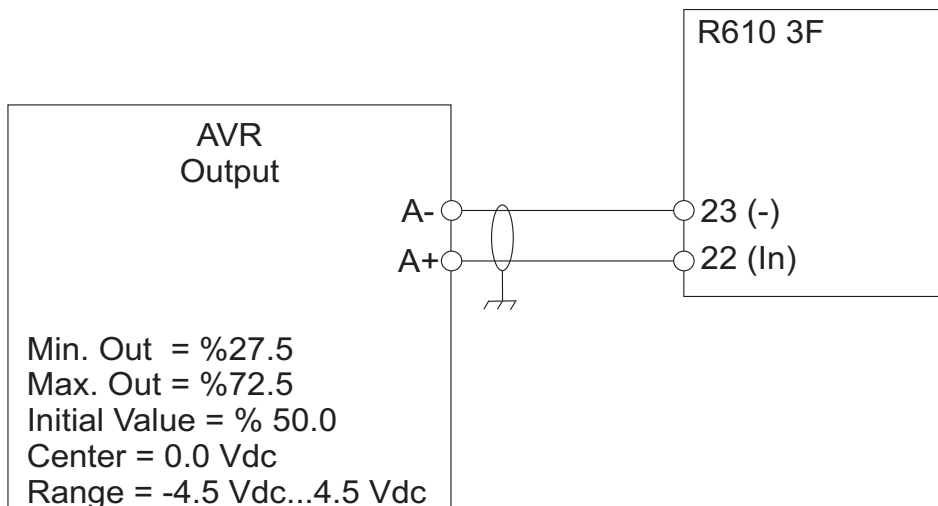 R610 3F
AVR
Output
A-
23 (-)
A+
22 (In)
Min. Out = %27.5
Max. Out = %72.5
Initial Value = % 50.0
Center = 0.0 Vdc
Range = -4.5 Vdc...4.5 Vdc